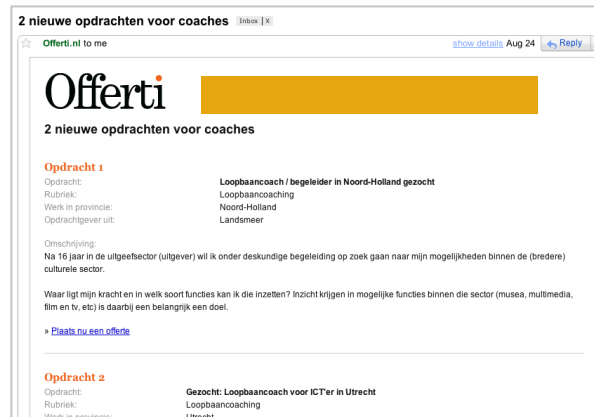 2 nieuwe opdrachten voor coaches Inbox | X
Offerti.nl to me show details Aug 24 Reply
Offerti
2 nieuwe opdrachten voor coaches
Opdracht 1
Opdracht: Loopbaancoach / begeleider in Noord-Holland gezocht
Rubriek: Loopbaancoaching
Werk in provincie: Noord-Holland
Opdrachtgever uit: Landsmeer
Omschrijving:
Na 16 jaar in de uitgeefsector (uitgever) wil ik onder deskundige begeleiding op zoek gaan naar mijn mogelijkheden binnen de (bredere)
culturele sector.
Waar ligt mijn kracht en in welk soort functies kan ik die inzetten? Inzicht krijgen in mogelijke functies binnen die sector (musea, multimedia,
film en tv, etc) is daarbij een belangrijk een doel.
» Plaats nu een offerte
Opdracht 2
Opdracht: Gezocht: Loopbaancoach voor ICT'er in Utrecht
Rubriek: Loopbaancoaching
Werk in provincie: Utrecht